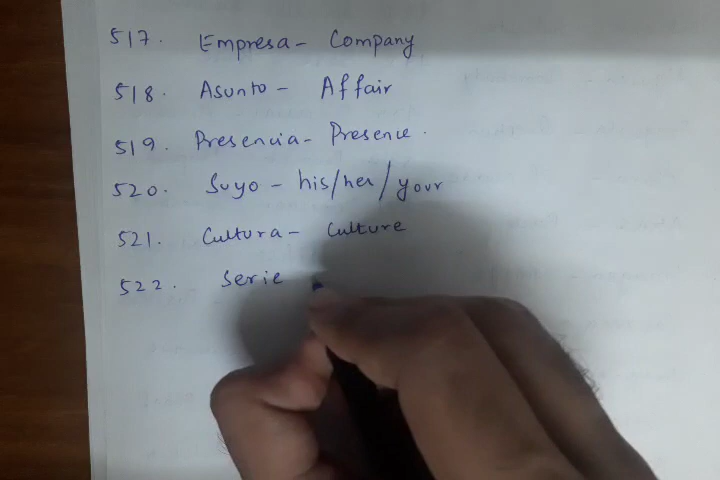 517. Empresa - Company
518. Asunto - Affair
519. Presencia - Presence.
520. Suyo - his/her/your
521. Cultura - Culture
522. Serie